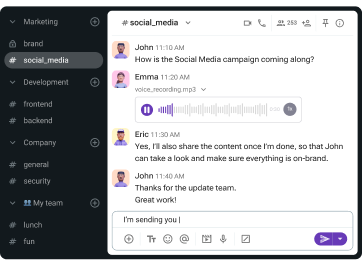 Marketing
brand
# social_media
Development
# frontend
# backend
Company
# general
# security
My team
# lunch
# fun
# social_media
253
John 11:10 AM
How is the Social Media campaign coming along?
Emma 11:20 AM
voice_recording.mp3
1x
Eric 11:30 AM
Yes, I'll also share the content once I'm done, so that John
can take a look and make sure everything is on-brand.
John 11:40 AM
Thanks for the update team.
Great work!
I'm sending you |
Tr